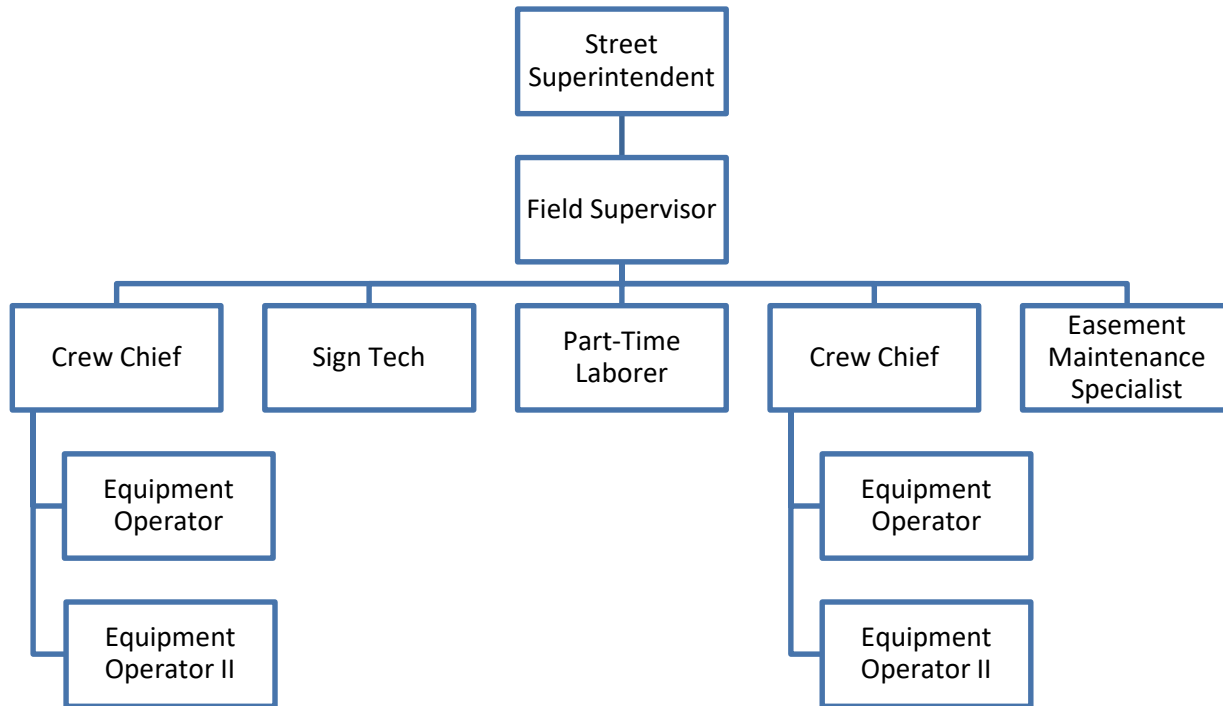 Street
Superintendent
Field Supervisor
Crew Chief
Sign Tech
Part-Time
Laborer
Crew Chief
Easement
Maintenance
Specialist
Equipment
Operator
Equipment
Operator
Equipment
Operator II
Equipment
Operator II